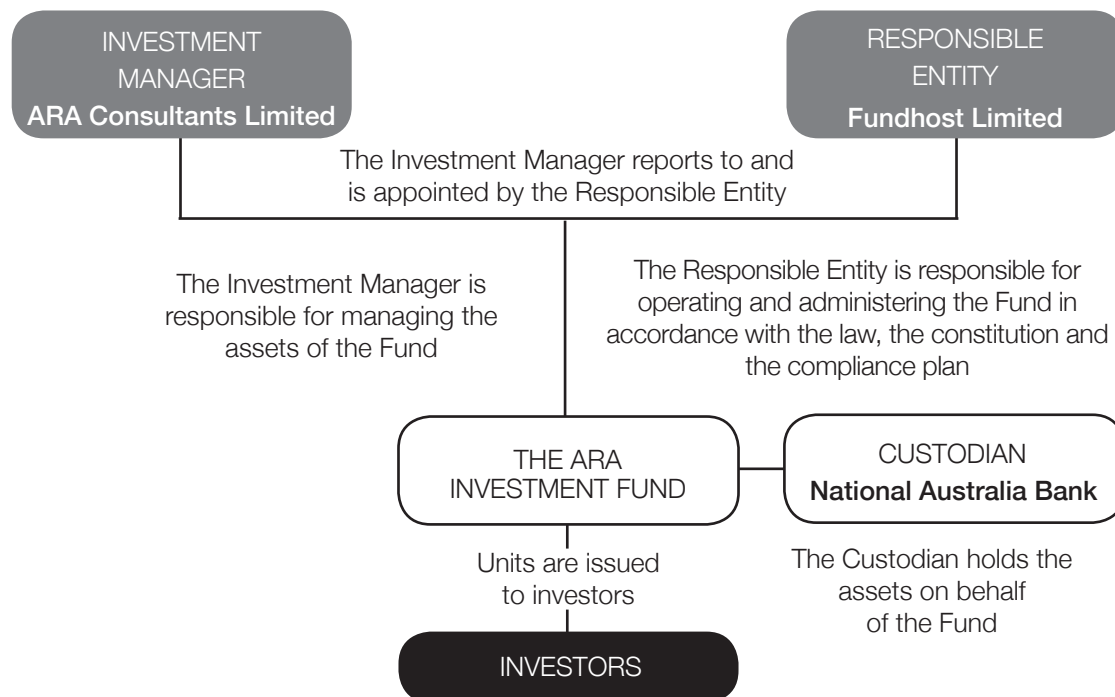 INVESTMENT
MANAGER
ARA Consultants Limited
RESPONSIBLE
ENTITY
Fundhost Limited
The Investment Manager reports to and
is appointed by the Responsible Entity
The Investment Manager is
responsible for managing the
assets of the Fund
The Responsible Entity is responsible for
operating and administering the Fund in
accordance with the law, the constitution and
the compliance plan
THE ARA
INVESTMENT FUND
CUSTODIAN
National Australia Bank
Units are issued
to investors
The Custodian holds the
assets on behalf
of the Fund
INVESTORS